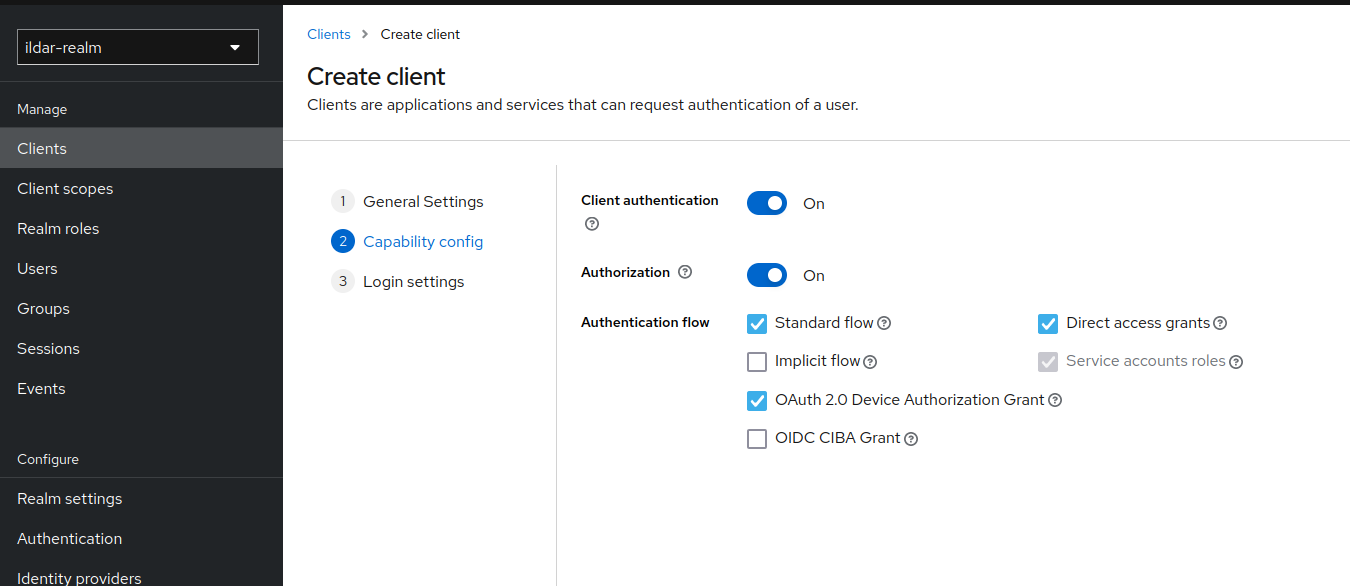 ildar-realm
Manage
Clients
Client scopes
Realm roles
Users
Groups
Sessions
Events
Configure
Realm settings
Authentication
Identity providers
Clients > Create client
Create client
Clients are applications and services that can request authentication of a user.
1 General Settings
2 Capability config
3 Login settings
Client authentication
On
Authorization
On
Authentication flow
Standard flow
Direct access grants
Implicit flow
Service accounts roles
OAuth 2.0 Device Authorization Grant
OIDC CIBA Grant